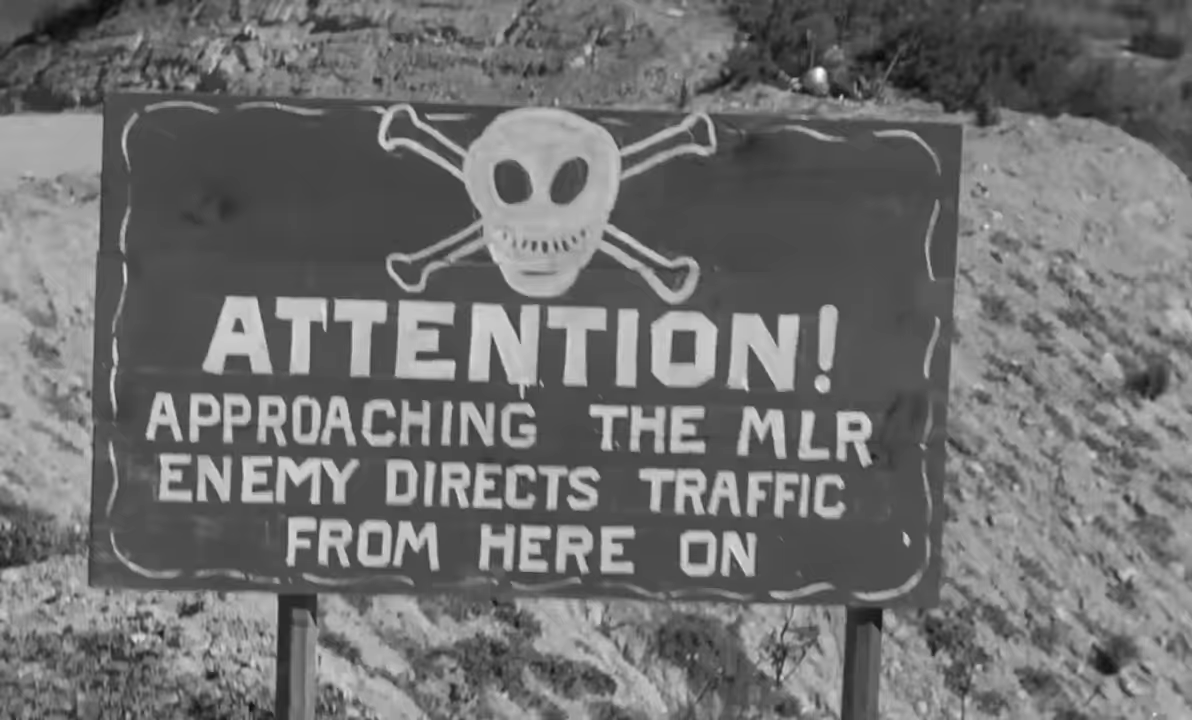 ATTENTION!
APPROACHING THE MLR
ENEMY DIRECTS TRAFFIC
FROM HERE ON